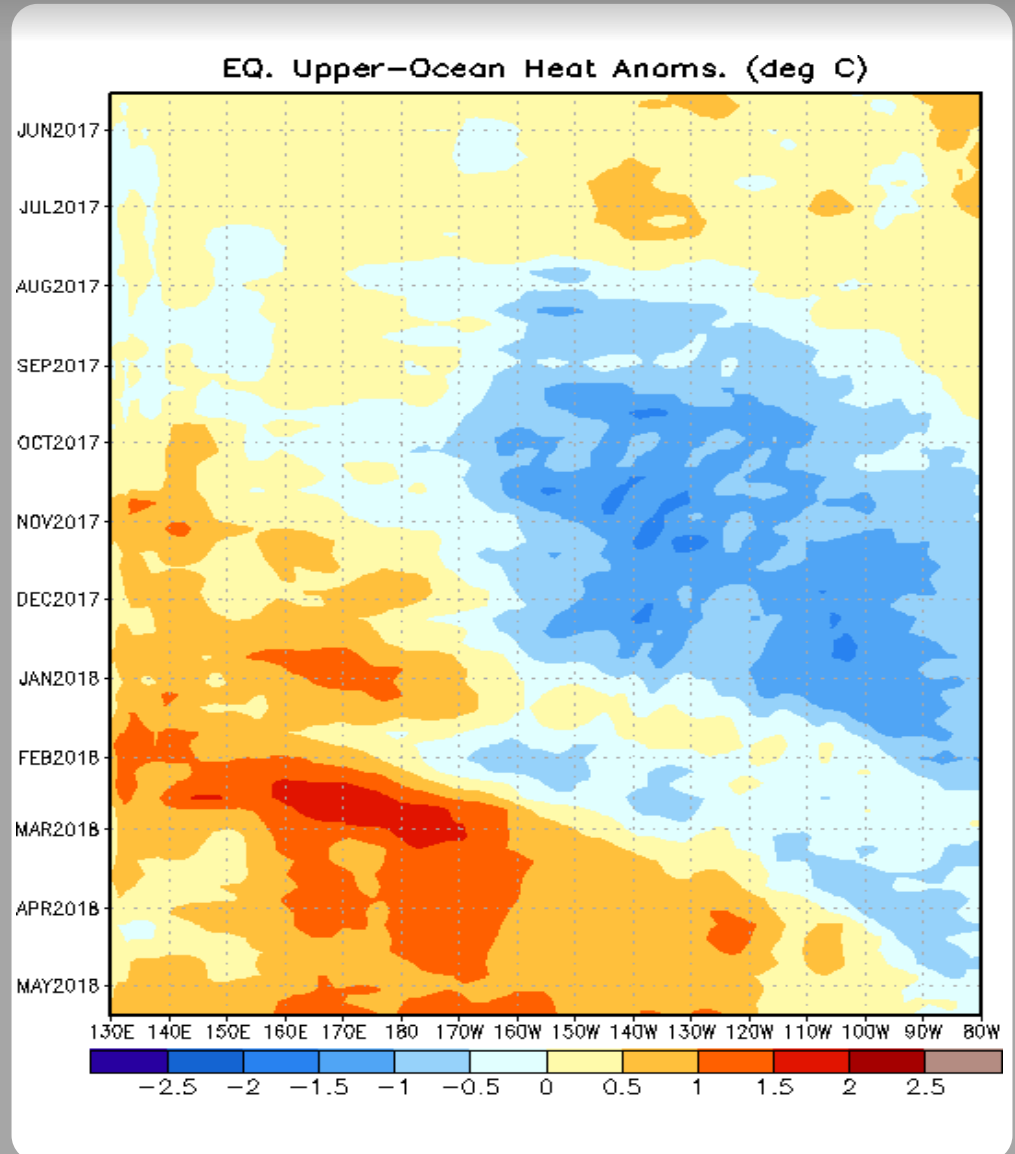 EQ. Upper-Ocean Heat Anoms. (deg C)
JUN2017
JUL2017
AUG2017
SEP2017
OCT2017
NOV2017
DEC2017
JAN2018
FEB2018
MAR2018
APR2018
MAY2018
130E 140E 150E 160E 170E 180 170W 160W 150W 140W 130W 120W 110W 100W 90W 80W
-2.5 -2 -1.5 -1 -0.5 0 0.5 1 1.5 2 2.5